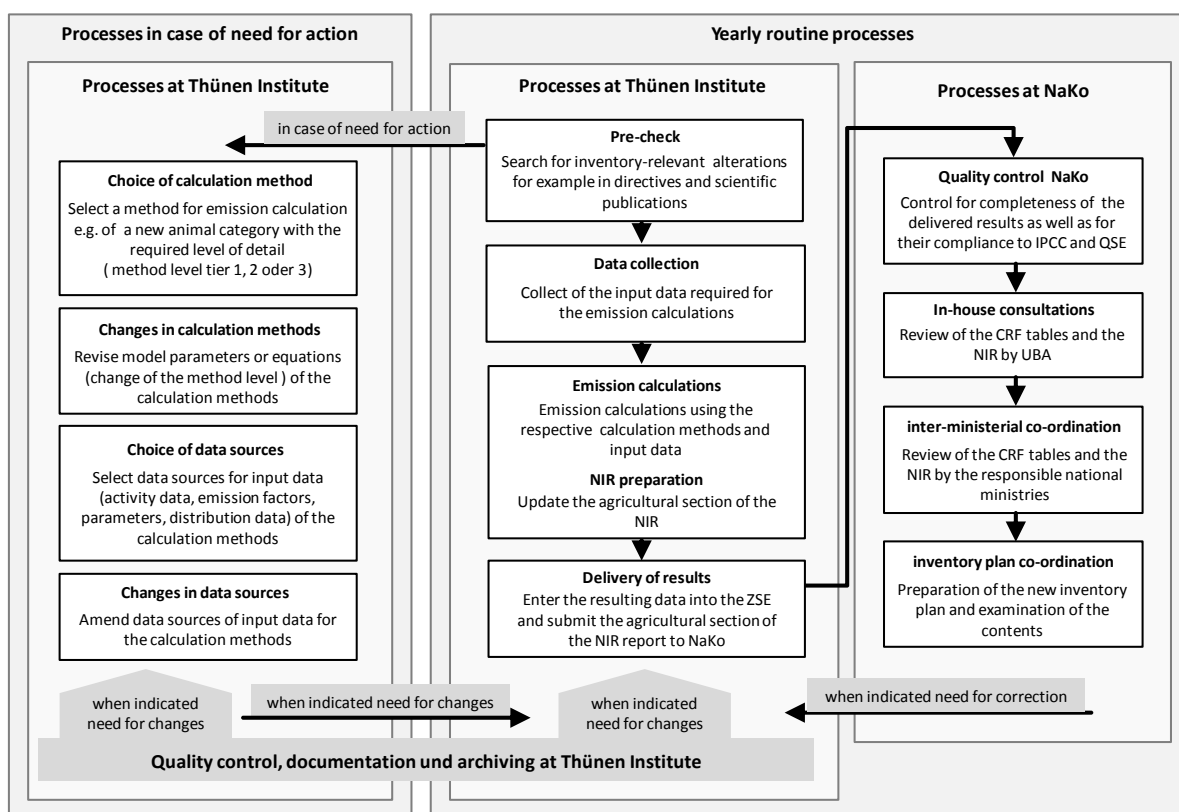 Processes in case of need for action
Processes at Thünen Institute
in case of need for action
Choice of calculation method
Select a method for emission calculation
e.g. of a new animal category with the
required level of detail
( method level tier 1, 2 oder 3)
Changes in calculation methods
Revise model parameters or equations
(change of the method level ) of the
calculation methods
Choice of data sources
Select data sources for input data
(activity data, emission factors,
parameters, distribution data) of the
calculation methods
Changes in data sources
Amend data sources of input data for
the calculation methods
when indicated
need for changes
when indicated need for changes
Yearly routine processes
Processes at Thünen Institute
Pre-check
Search for inventory-relevant alterations
for example in directives and scientific
publications
Data collection
Collect of the input data required for
the emission calculations
Emission calculations
Emission calculations using the
respective calculation methods and
input data
NIR preparation
Update the agricultural section of the
NIR
Delivery of results
Enter the resulting data into the ZSE
and submit the agricultural section of
the NIR report to NaKo
when indicated
need for changes
Processes at NaKo
Quality control NaKo
Control for completeness of the
delivered results as well as for
their compliance to IPCC and QSE
In-house consultations
Review of the CRF tables and the
NIR by UBA
inter-ministerial co-ordination
Review of the CRF tables and the
NIR by the responsible national
ministries
inventory plan co-ordination
Preparation of the new inventory
plan and examination of the
contents
when indicated need for correction
Quality control, documentation und archiving at Thünen Institute